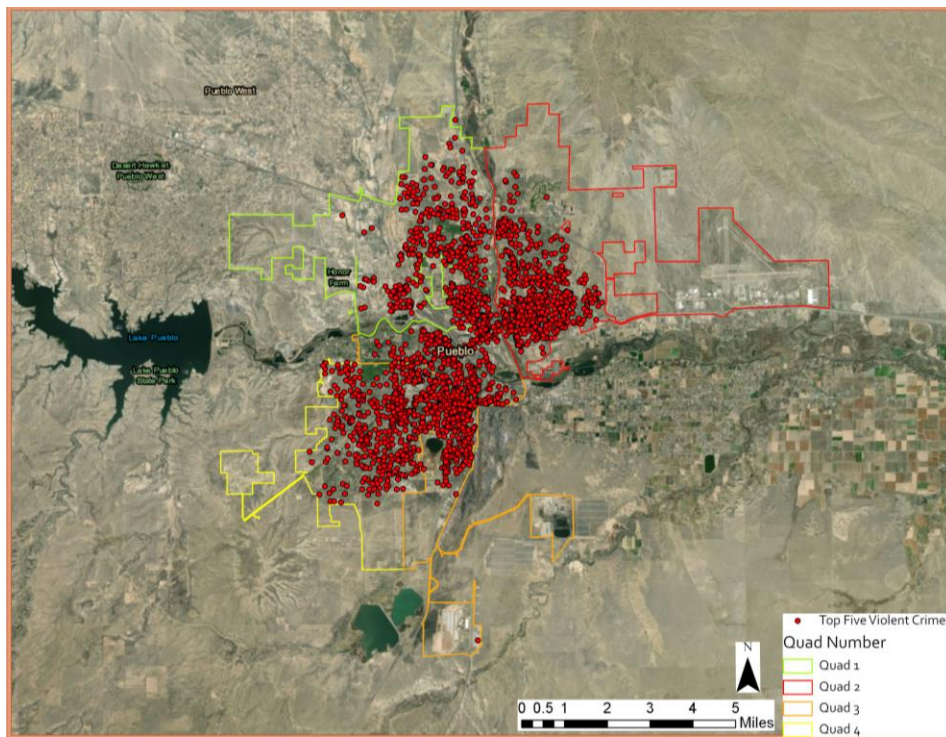 Pueblo West
Desert Hawk at
Pueblo West
Honor
Farm
Lake Pueblo
Lake Pueblo
State Park
Pueblo
Top Five Violent Crime
Quad Number
Quad 1
Quad 2
Quad 3
Quad 4
N
0 0.5 1 2 3 4 5
Miles